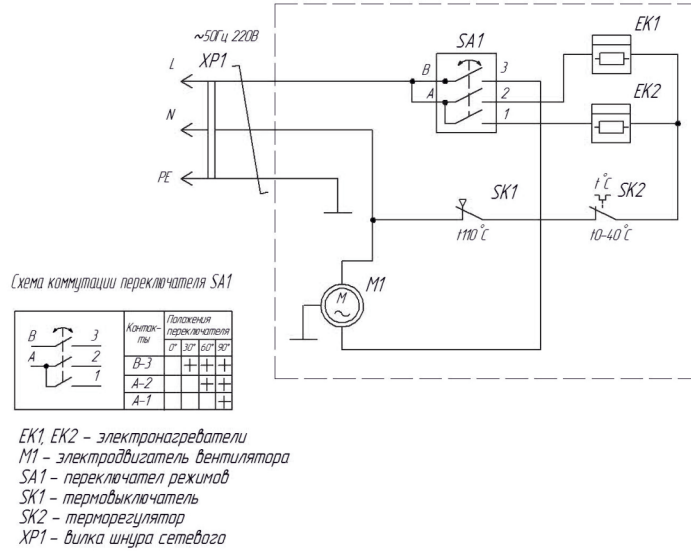 ~50Гц 220В
XP1
L
N
PE
SA1
B
A
3
2
1
EK1
EK2
SK1
t110°C
t°C
SK2
t0-40°C
M1
M
~
Схема коммутации переключателя SA1
B
A
3
2
1
Контак-
ты
Положения
переключателя
0° 30° 60° 90°
B-3 + + +
A-2 + +
A-1 +
EK1, EK2 - электронагреватели
M1 - электродвигатель вентилятора
SA1 - переключател режимов
SK1 - термовыключатель
SK2 - терморегулятор
XP1 - вилка шнура сетевого